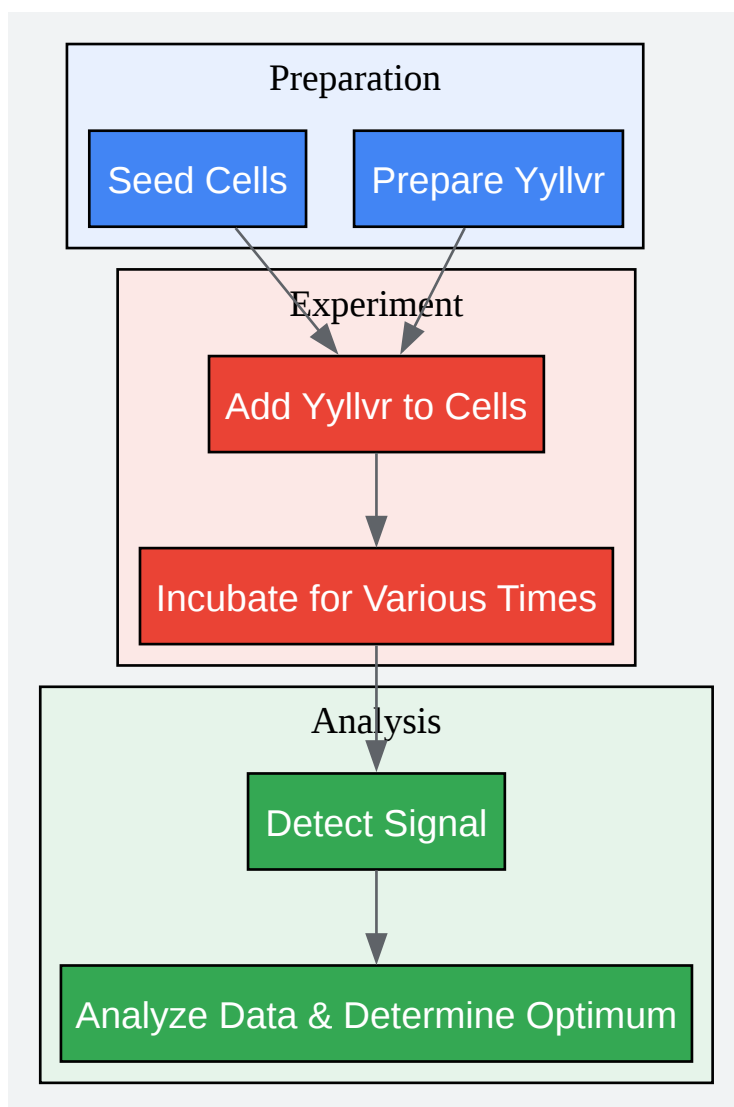 Preparation
Seed Cells
Prepare Yyllvr
Experiment
Add Yyllvr to Cells
Incubate for Various Times
Analysis
Detect Signal
Analyze Data & Determine Optimum